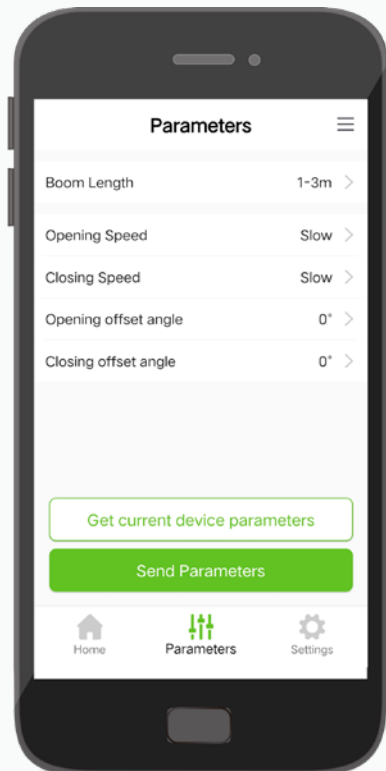 Parameters
Boom Length 1-3m
Opening Speed Slow
Closing Speed Slow
Opening offset angle 0°
Closing offset angle 0°
Get current device parameters
Send Parameters
Home Parameters Settings